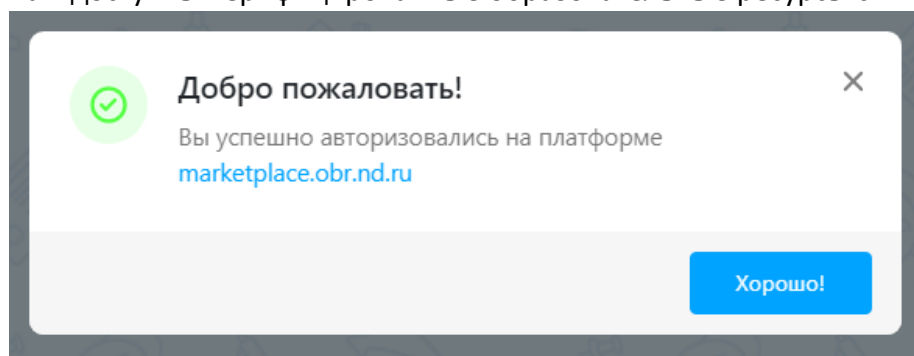 Добро пожаловать!
Вы успешно авторизовались на платформе
marketplace.obr.nd.ru
Хорошо!